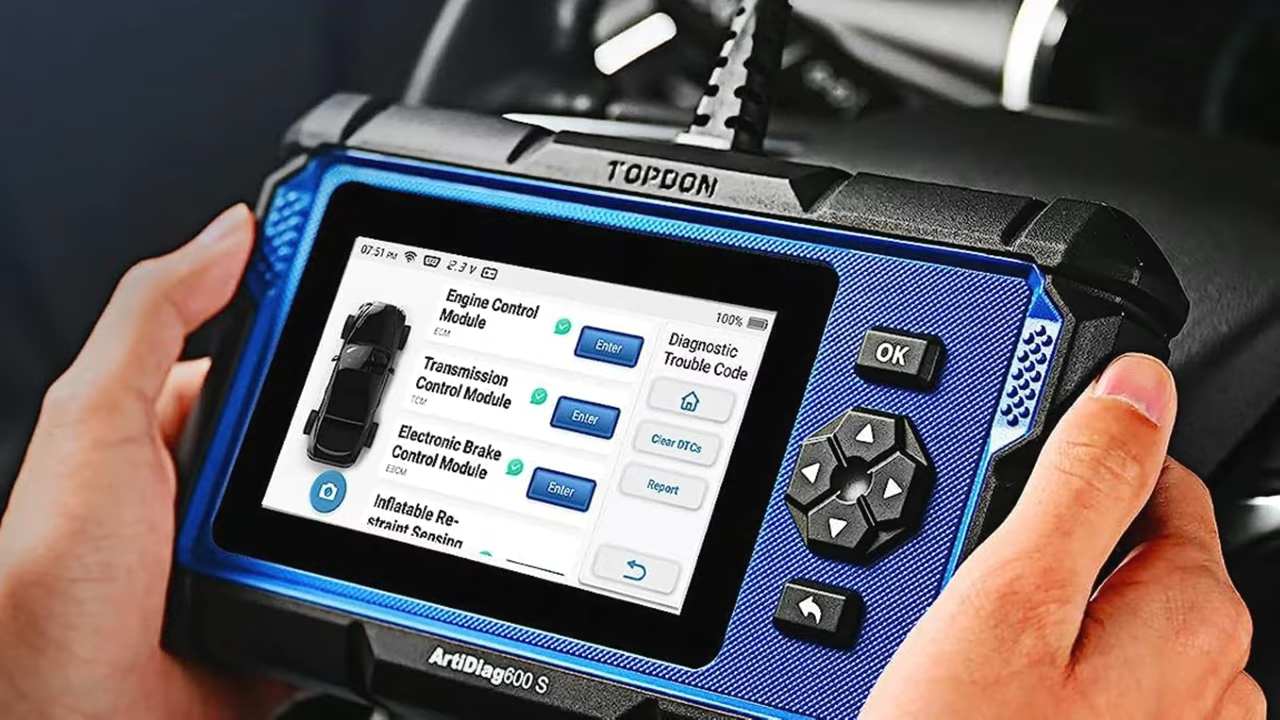 TOPDON
07:51 PM 2.3 V
100%
Engine Control
Module
ECM
Enter
Transmission
Control Module
TCM
Enter
Electronic Brake
Control Module
EBCM
Enter
Inflatable Re-
straint Sensing
Diagnostic
Trouble Code
Clear DTCs
Report
OK
ArtiDiag600 S